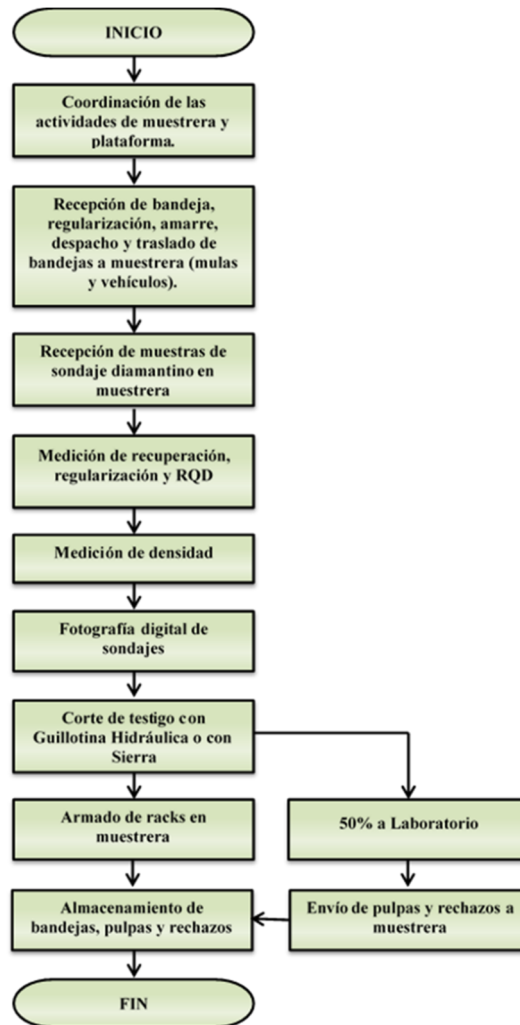 INICIO
Coordinación de las
actividades de muestrera y
plataforma.
Recepción de bandeja,
regularización, amarre,
despacho y traslado de
bandejas a muestrera (mulas
y vehículos).
Recepción de muestras de
sondaje diamantino en
muestrera
Medición de recuperación,
regularización y RQD
Medición de densidad
Fotografía digital de
sondajes
Corte de testigo con
Guillotina Hidráulica o con
Sierra
Armado de racks en
muestrera
50% a Laboratorio
Almacenamiento de
bandejas, pulpas y rechazos
Envío de pulpas y rechazos a
muestrera
FIN